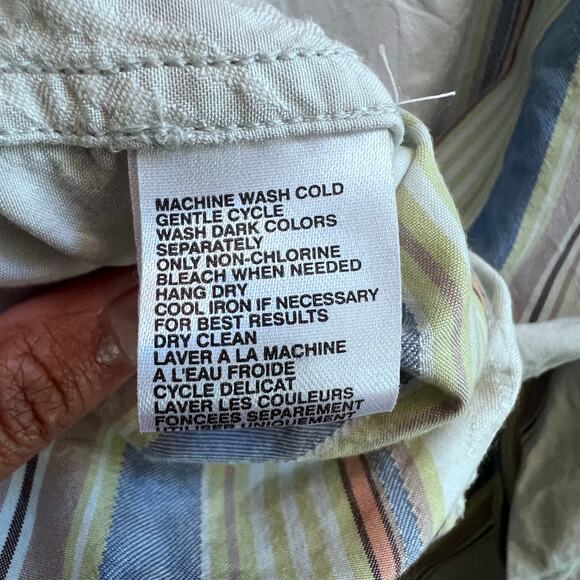 MACHINE WASH COLD
GENTLE CYCLE
WASH DARK COLORS
SEPARATELY
ONLY NON-CHLORINE
BLEACH WHEN NEEDED
HANG DRY
COOL IRON IF NECESSARY
FOR BEST RESULTS
DRY CLEAN
LAVER A LA MACHINE
A L'EAU FROIDE
CYCLE DELICAT
LAVER LES COULEURS
FONCEES SEPAREMENT
UNIQUEMENT